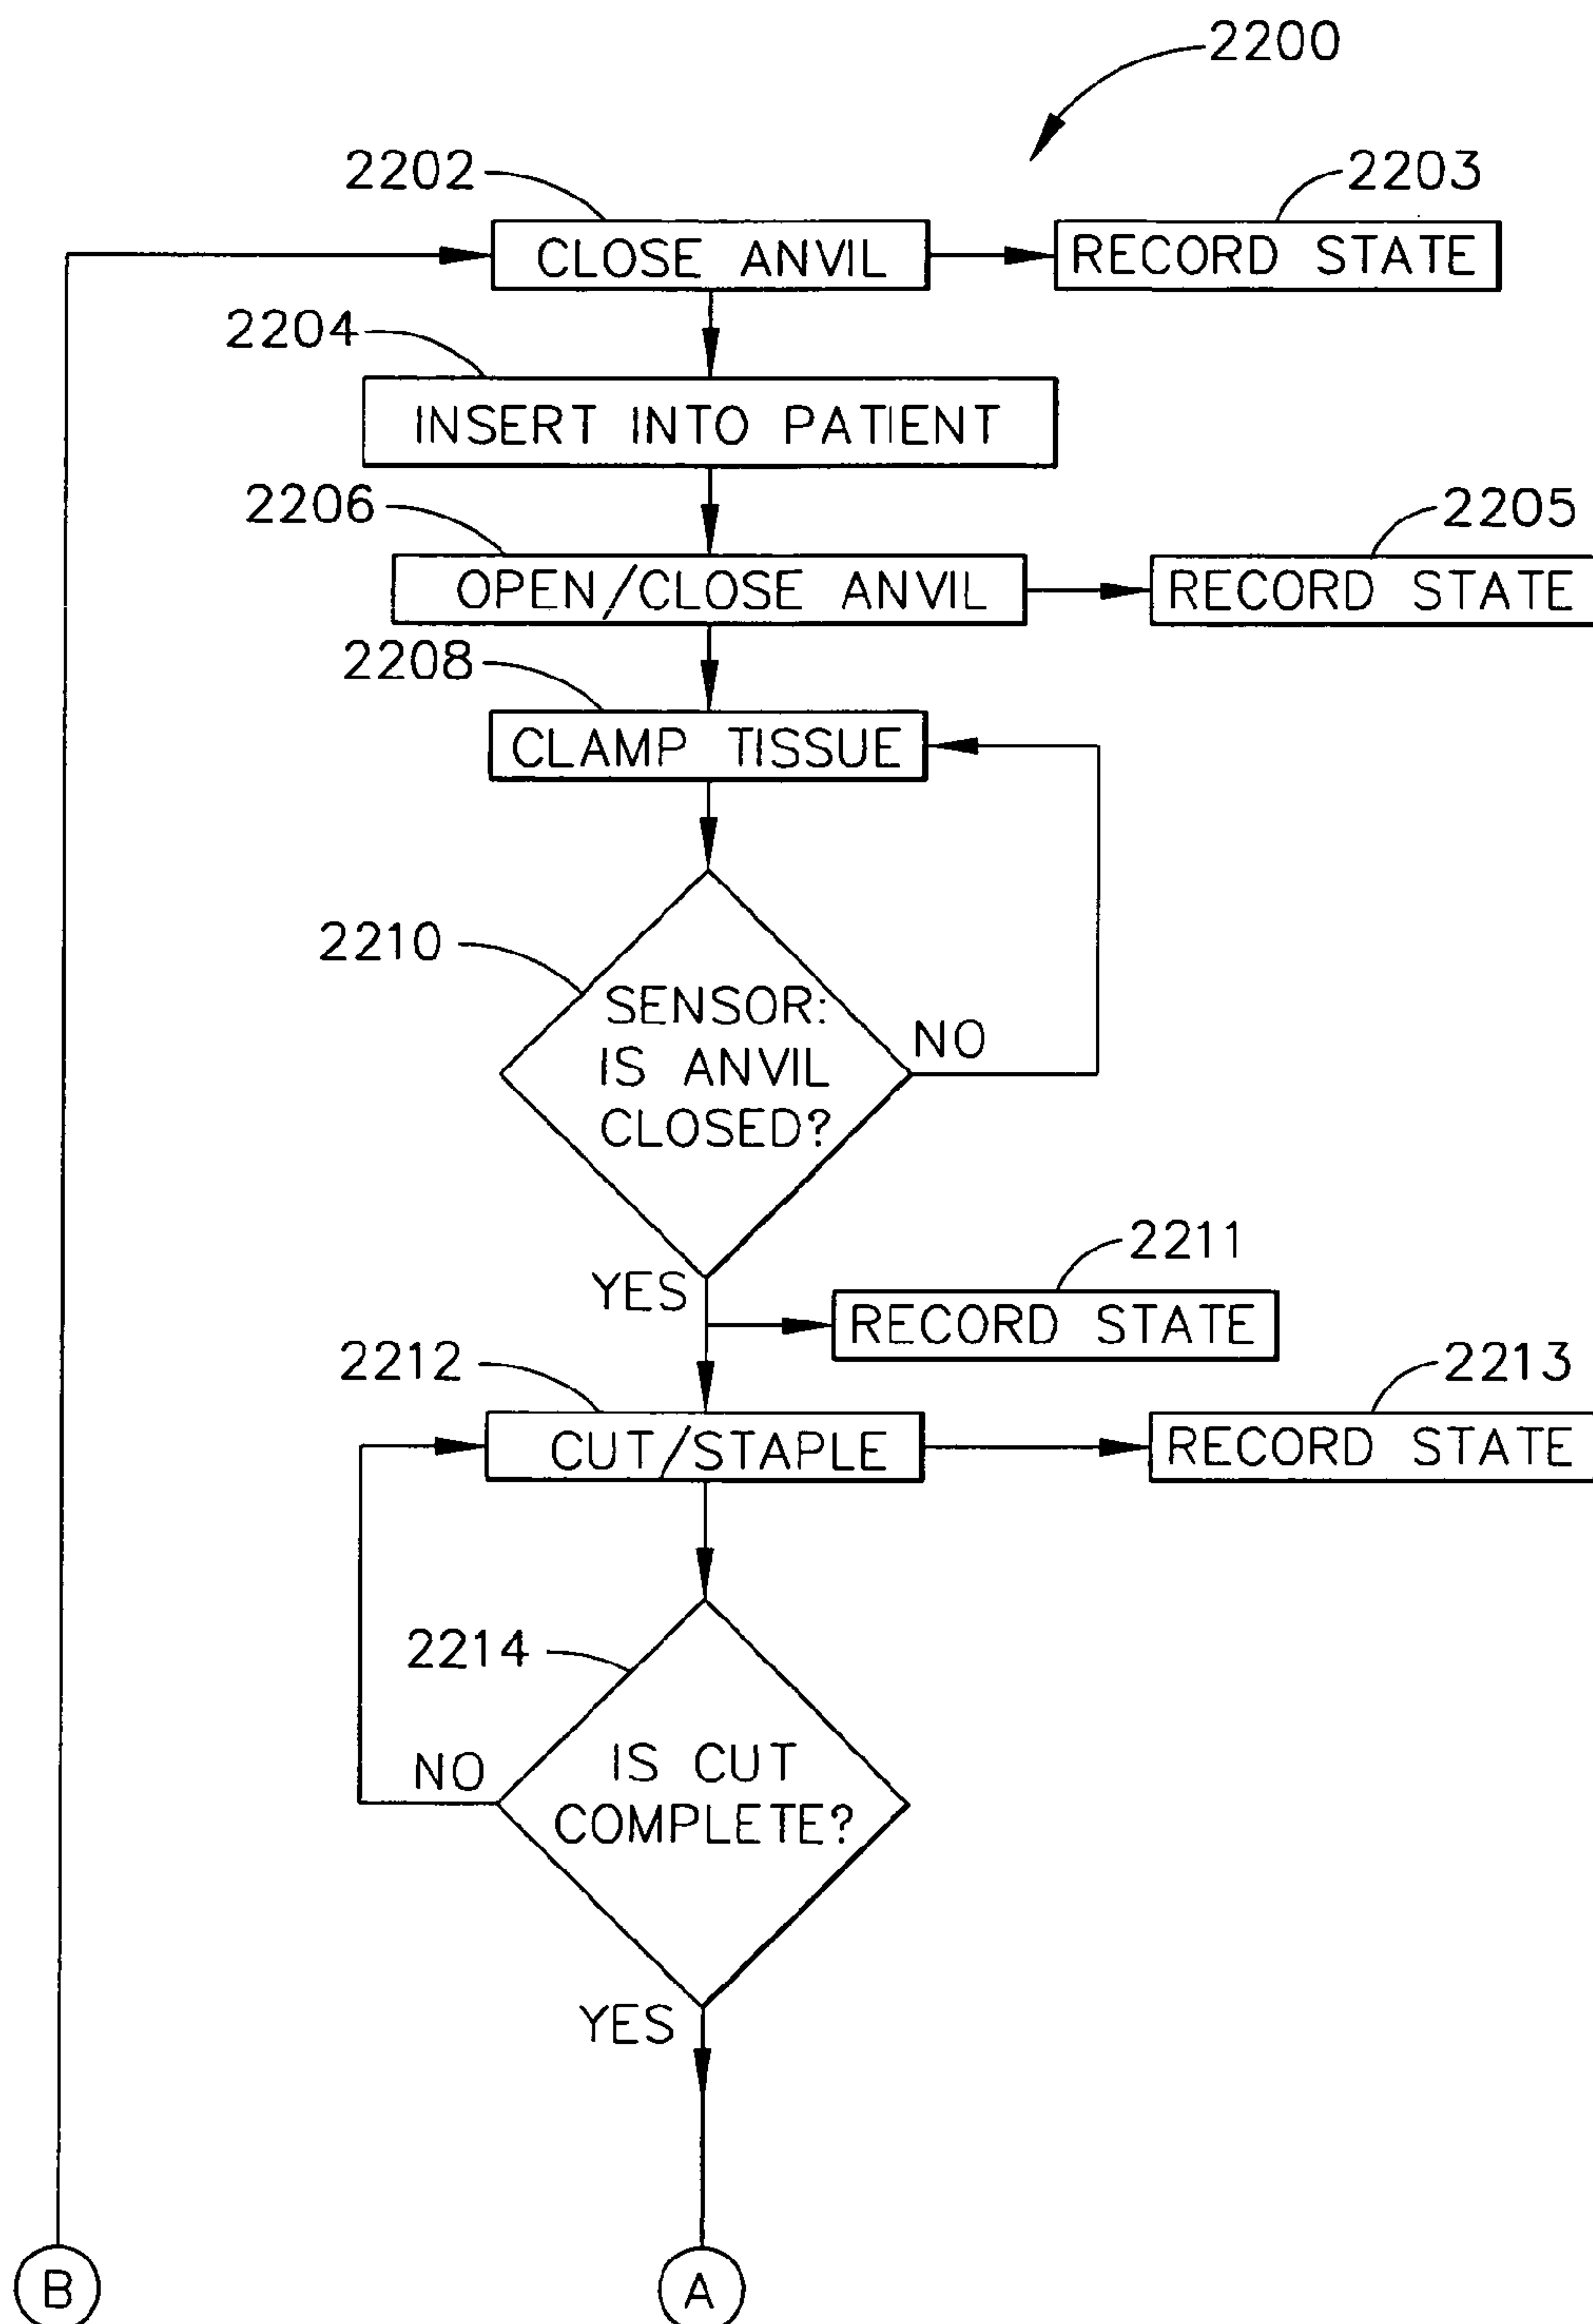 2200
2202
2203
CLOSE ANVIL
RECORD STATE
2204
INSERT INTO PATIENT
2206
2205
OPEN/CLOSE ANVIL
RECORD STATE
2208
CLAMP TISSUE
2210
SENSOR:
IS ANVIL
CLOSED?
NO
YES
2211
RECORD STATE
2212
2213
CUT/STAPLE
RECORD STATE
2214
NO
IS CUT
COMPLETE?
YES
B
A